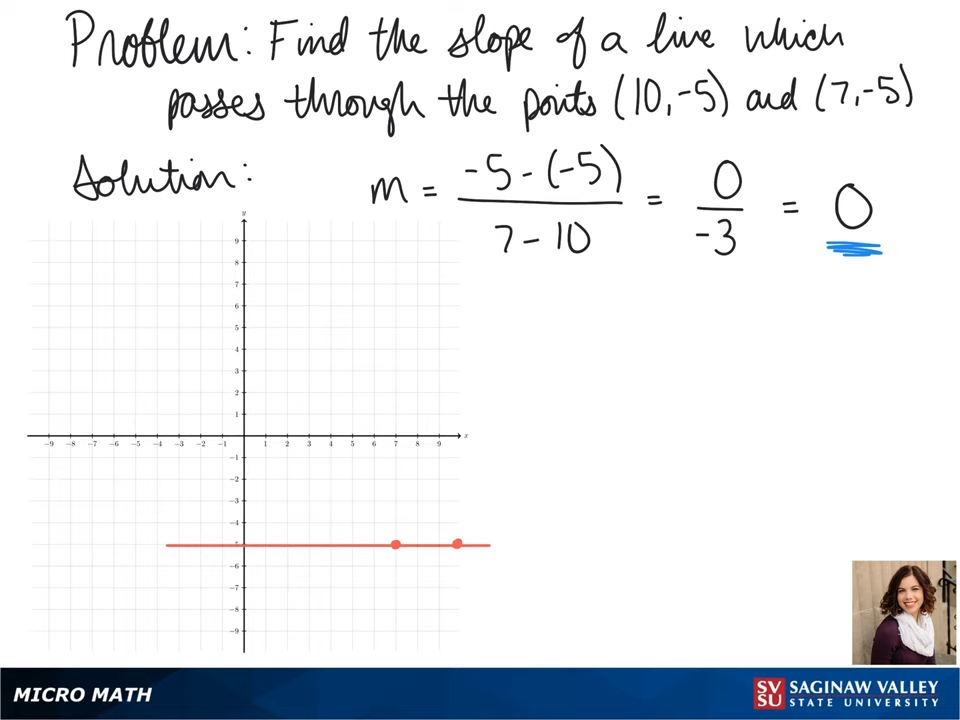 Problem: Find the slope of a line which
passes through the points (10,-5) and (7,-5)
Solution:
m = -5-(-5) / 7-10 = 0 / -3 = 0
y
9
8
7
6
5
4
3
2
1
-9 -8 -7 -6 -5 -4 -3 -2 -1 1 2 3 4 5 6 7 8 9 x
-1
-2
-3
-4
-6
-7
-8
-9
MICRO MATH
SVSU SAGINAW VALLEY
STATE UNIVERSITY